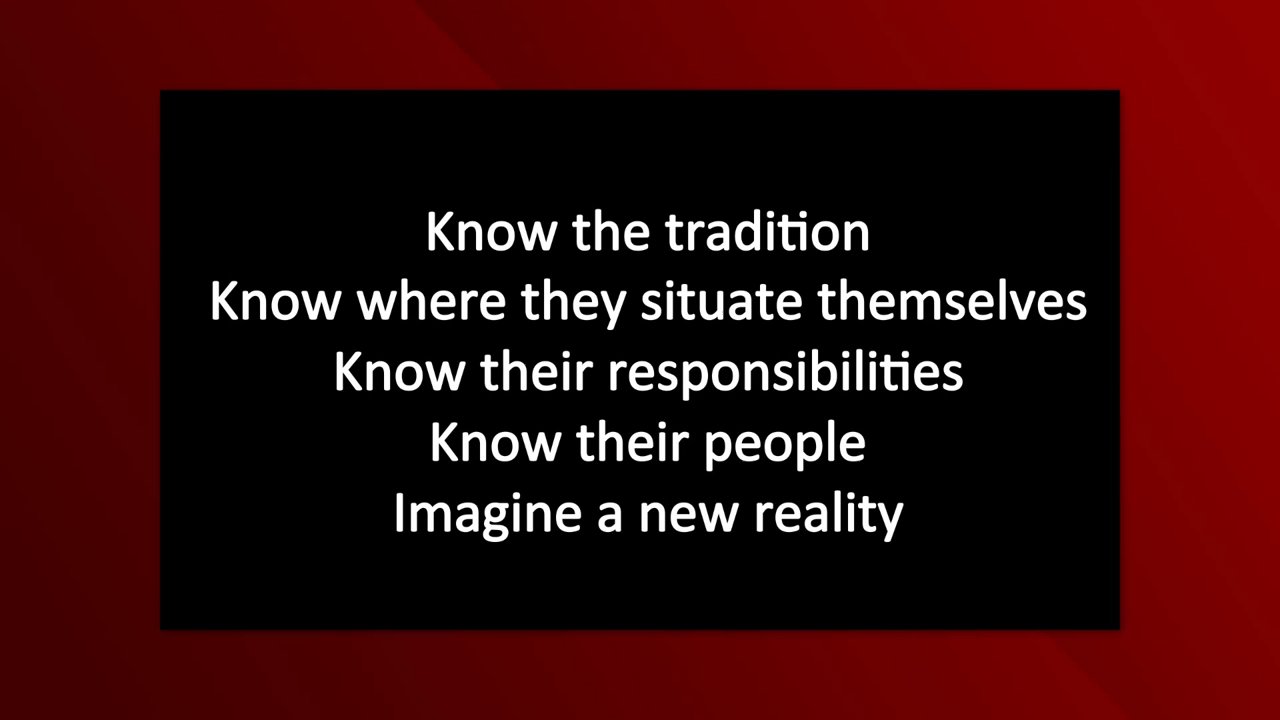 Know the tradition
Know where they situate themselves
Know their responsibilities
Know their people
Imagine a new reality